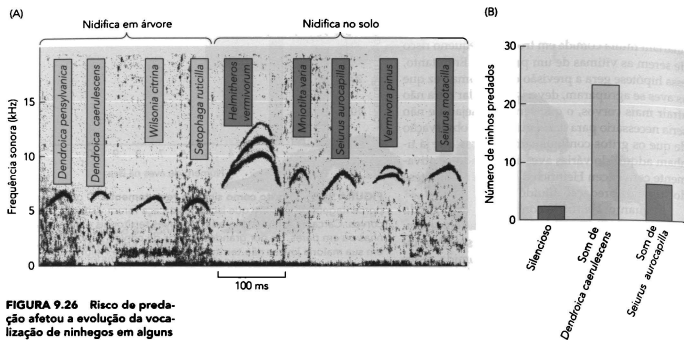 (A)
Nidifica em árvore
Nidifica no solo
Frequência sonora (kHz)
15
10
5
0
Dendroica pensylvanica
Dendroica caerulescens
Wilsonia citrina
Setophaga ruticilla
Helmitheros
vermivorum
Mniotilta varia
Seiurus aurocapilla
Vermivora pinus
Seiurus motacilla
100 ms
(B)
Número de ninhos predados
30
20
10
0
Silencioso
Som de
Dendroica caerulescens
Som de
Seiurus aurocapilla
FIGURA 9.26 Risco de preda-
ção afetou a evolução da voca-
lização de ninhegos em alguns